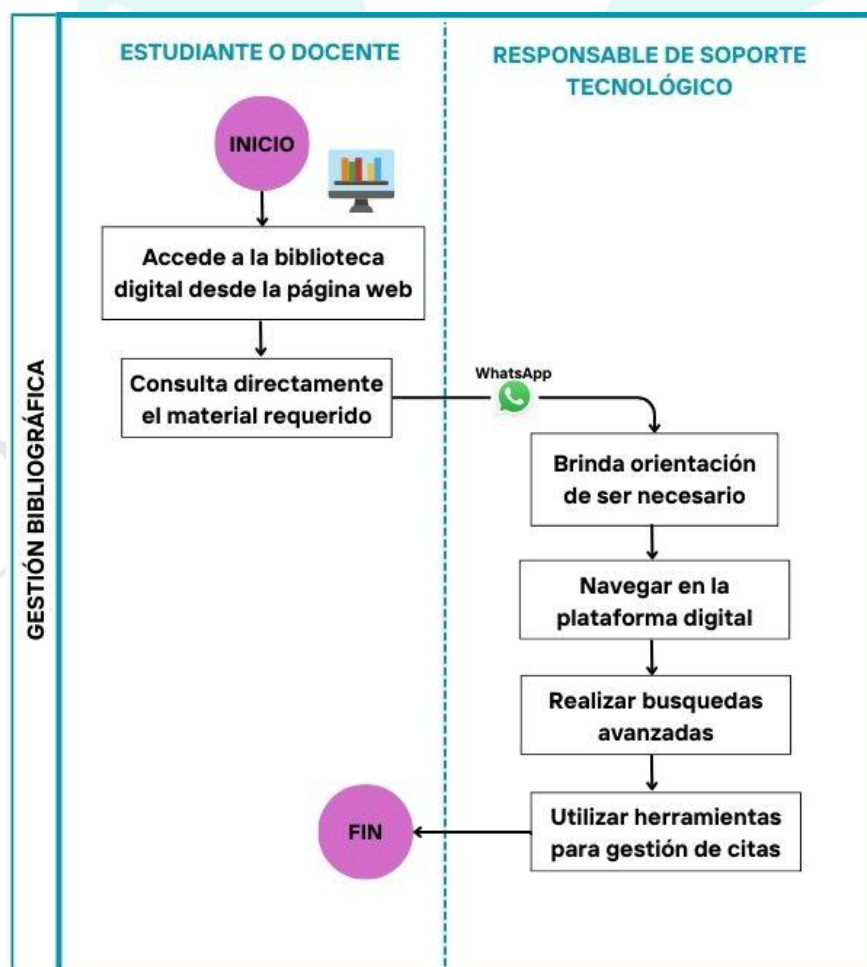 ESTUDIANTE O DOCENTE
RESPONSABLE DE SOPORTE
TECNOLÓGICO
INICIO
Accede a la biblioteca
digital desde la página web
Consulta directamente
el material requerido
WhatsApp
Brinda orientación
de ser necesario
Navegar en la
plataforma digital
Realizar busquedas
avanzadas
Utilizar herramientas
para gestión de citas
FIN
GESTIÓN BIBLIOGRÁFICA